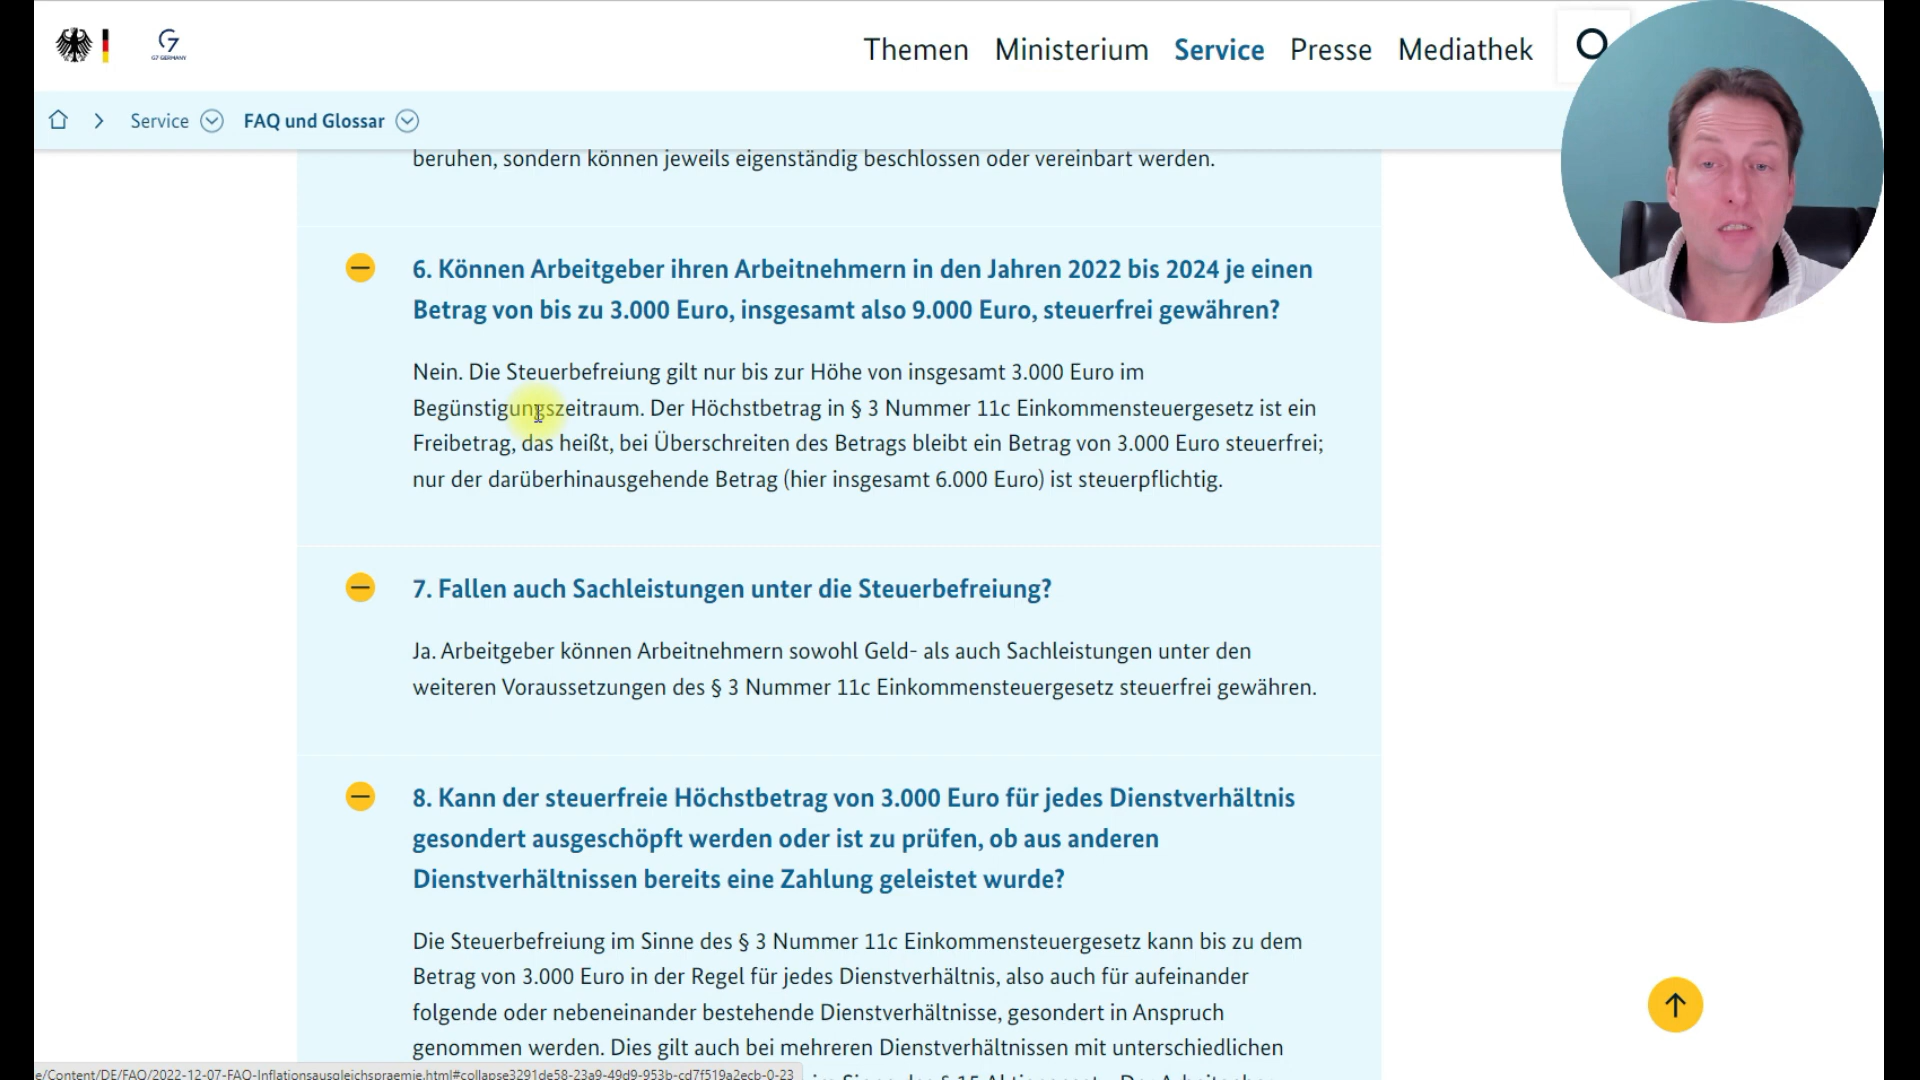 G7 GERMANY
Themen Ministerium Service Presse Mediathek
Service FAQ und Glossar
beruhen, sondern können jeweils eigenständig beschlossen oder vereinbart werden.
6. Können Arbeitgeber ihren Arbeitnehmern in den Jahren 2022 bis 2024 je einen
Betrag von bis zu 3.000 Euro, insgesamt also 9.000 Euro, steuerfrei gewähren?
Nein. Die Steuerbefreiung gilt nur bis zur Höhe von insgesamt 3.000 Euro im
Begünstigungszeitraum. Der Höchstbetrag in § 3 Nummer 11c Einkommensteuergesetz ist ein
Freibetrag, das heißt, bei Überschreiten des Betrags bleibt ein Betrag von 3.000 Euro steuerfrei;
nur der darüberhinausgehende Betrag (hier insgesamt 6.000 Euro) ist steuerpflichtig.
7. Fallen auch Sachleistungen unter die Steuerbefreiung?
Ja. Arbeitgeber können Arbeitnehmern sowohl Geld- als auch Sachleistungen unter den
weiteren Voraussetzungen des § 3 Nummer 11c Einkommensteuergesetz steuerfrei gewähren.
8. Kann der steuerfreie Höchstbetrag von 3.000 Euro für jedes Dienstverhältnis
gesondert ausgeschöpft werden oder ist zu prüfen, ob aus anderen
Dienstverhältnissen bereits eine Zahlung geleistet wurde?
Die Steuerbefreiung im Sinne des § 3 Nummer 11c Einkommensteuergesetz kann bis zu dem
Betrag von 3.000 Euro in der Regel für jedes Dienstverhältnis, also auch für aufeinander
folgende oder nebeneinander bestehende Dienstverhältnisse, gesondert in Anspruch
genommen werden. Dies gilt auch bei mehreren Dienstverhältnissen mit unterschiedlichen
e/Content/DE/FAQ/2022-12-07-FAQ-Inflationsausgleichspraemie.html#collapse3291de58-23a9-49d9-953b-cd7f519a2ecb-0-23